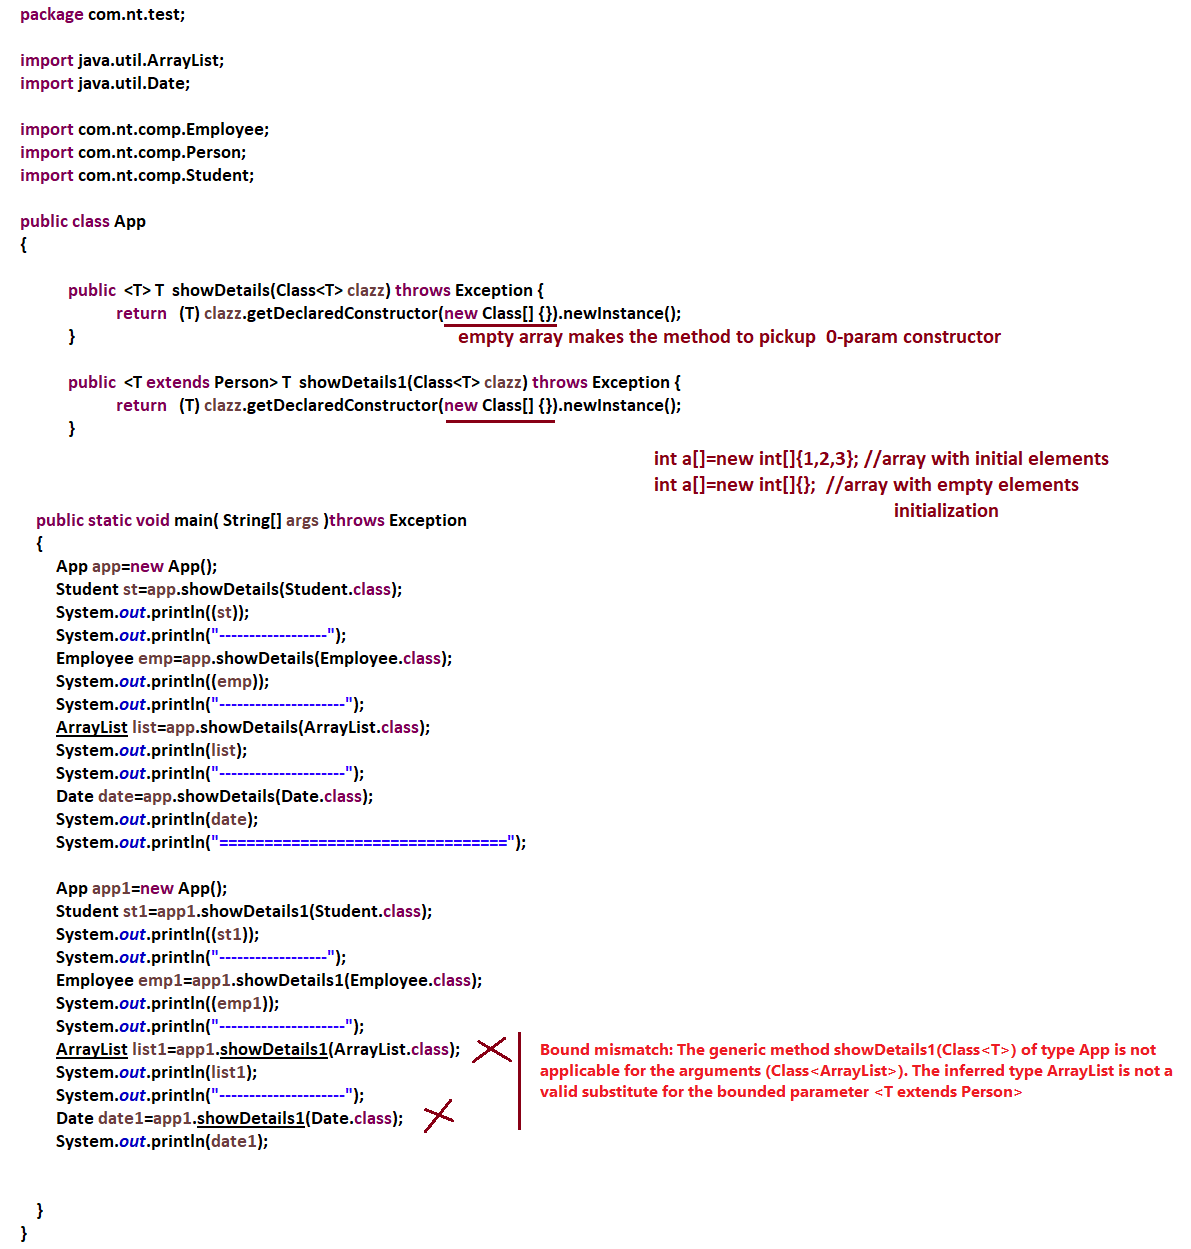 package com.nt.test;
import java.util.ArrayList;
import java.util.Date;
import com.nt.comp.Employee;
import com.nt.comp.Person;
import com.nt.comp.Student;
public class App
{
public <T> T showDetails(Class<T> clazz) throws Exception {
return (T) clazz.getDeclaredConstructor(new Class[] {}).newInstance();
}
empty array makes the method to pickup 0-param constructor
public <T extends Person> T showDetails1(Class<T> clazz) throws Exception {
return (T) clazz.getDeclaredConstructor(new Class[] {}).newInstance();
}
int a[]=new int[]{1,2,3}; //array with initial elements
int a[]=new int[]{}; //array with empty elements
initialization
public static void main( String[] args )throws Exception
{
App app=new App();
Student st=app.showDetails(Student.class);
System.out.println((st));
System.out.println("------------------");
Employee emp=app.showDetails(Employee.class);
System.out.println((emp));
System.out.println("---------------------");
ArrayList list=app.showDetails(ArrayList.class);
System.out.println(list);
System.out.println("---------------------");
Date date=app.showDetails(Date.class);
System.out.println(date);
System.out.println("================================");
App app1=new App();
Student st1=app1.showDetails1(Student.class);
System.out.println((st1));
System.out.println("------------------");
Employee emp1=app1.showDetails1(Employee.class);
System.out.println((emp1));
System.out.println("---------------------");
ArrayList list1=app1.showDetails1(ArrayList.class);
System.out.println(list1);
System.out.println("---------------------");
Date date1=app1.showDetails1(Date.class);
System.out.println(date1);
Bound mismatch: The generic method showDetails1(Class<T>) of type App is not
applicable for the arguments (Class<ArrayList>). The inferred type ArrayList is not a
valid substitute for the bounded parameter <T extends Person>
}
}